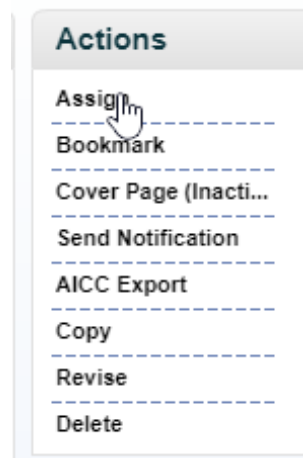 Actions
Assign
Bookmark
Cover Page (Inacti...
Send Notification
AICC Export
Copy
Revise
Delete